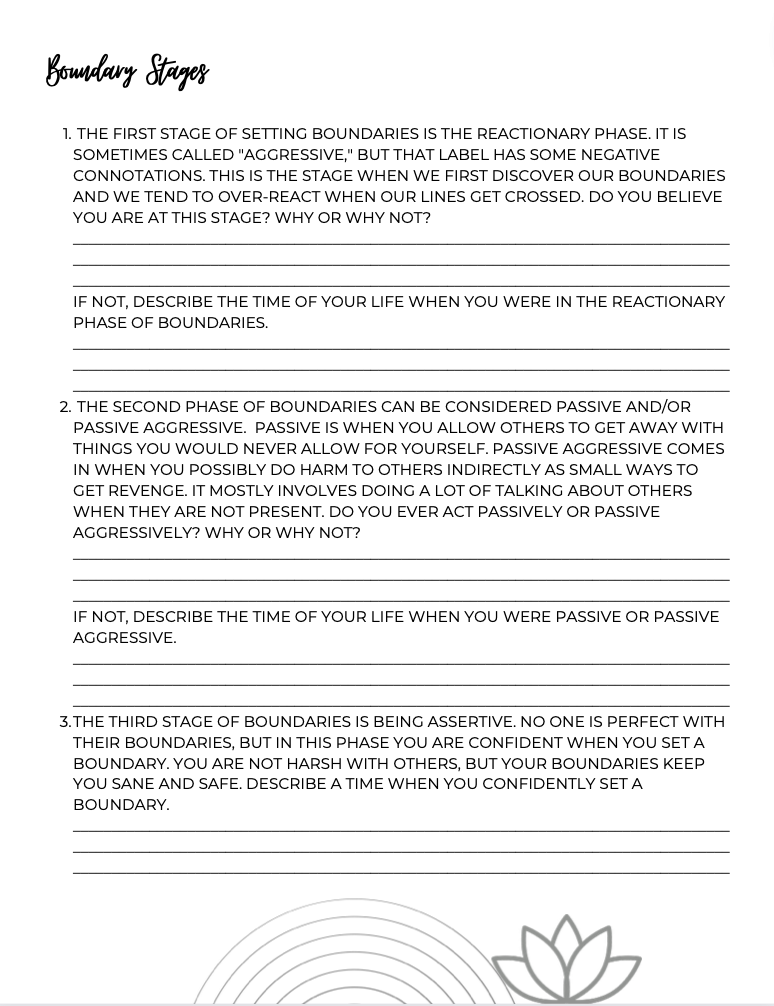 Boundary Stages
1. THE FIRST STAGE OF SETTING BOUNDARIES IS THE REACTIONARY PHASE. IT IS
SOMETIMES CALLED "AGGRESSIVE," BUT THAT LABEL HAS SOME NEGATIVE
CONNOTATIONS. THIS IS THE STAGE WHEN WE FIRST DISCOVER OUR BOUNDARIES
AND WE TEND TO OVER-REACT WHEN OUR LINES GET CROSSED. DO YOU BELIEVE
YOU ARE AT THIS STAGE? WHY OR WHY NOT?
IF NOT, DESCRIBE THE TIME OF YOUR LIFE WHEN YOU WERE IN THE REACTIONARY
PHASE OF BOUNDARIES.
2. THE SECOND PHASE OF BOUNDARIES CAN BE CONSIDERED PASSIVE AND/OR
PASSIVE AGGRESSIVE. PASSIVE IS WHEN YOU ALLOW OTHERS TO GET AWAY WITH
THINGS YOU WOULD NEVER ALLOW FOR YOURSELF. PASSIVE AGGRESSIVE COMES
IN WHEN YOU POSSIBLY DO HARM TO OTHERS INDIRECTLY AS SMALL WAYS TO
GET REVENGE. IT MOSTLY INVOLVES DOING A LOT OF TALKING ABOUT OTHERS
WHEN THEY ARE NOT PRESENT. DO YOU EVER ACT PASSIVELY OR PASSIVE
AGGRESSIVELY? WHY OR WHY NOT?
IF NOT, DESCRIBE THE TIME OF YOUR LIFE WHEN YOU WERE PASSIVE OR PASSIVE
AGGRESSIVE.
3. THE THIRD STAGE OF BOUNDARIES IS BEING ASSERTIVE. NO ONE IS PERFECT WITH
THEIR BOUNDARIES, BUT IN THIS PHASE YOU ARE CONFIDENT WHEN YOU SET A
BOUNDARY. YOU ARE NOT HARSH WITH OTHERS, BUT YOUR BOUNDARIES KEEP
YOU SANE AND SAFE. DESCRIBE A TIME WHEN YOU CONFIDENTLY SET A
BOUNDARY.